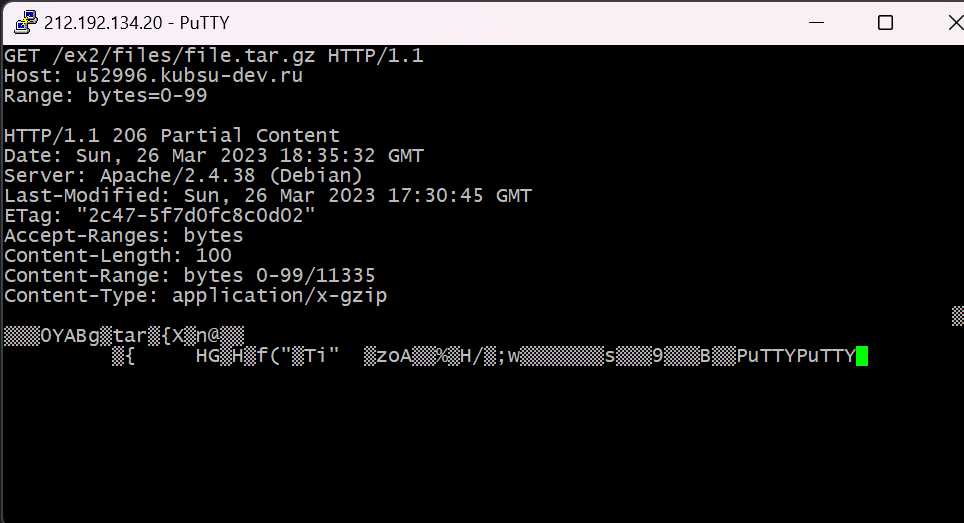 212.192.134.20 - PuTTY
GET /ex2/files/file.tar.gz HTTP/1.1
Host: u52996.kubsu-dev.ru
Range: bytes=0-99
HTTP/1.1 206 Partial Content
Date: Sun, 26 Mar 2023 18:35:32 GMT
Server: Apache/2.4.38 (Debian)
Last-Modified: Sun, 26 Mar 2023 17:30:45 GMT
ETag: "2c47-5f7d0fc8c0d02"
Accept-Ranges: bytes
Content-Length: 100
Content-Range: bytes 0-99/11335
Content-Type: application/x-gzip
▒
▒▒▒OYABg▒tar▒{X▒n@▒▒
▒{ HG▒H▒f("▒Ti" ▒zoA▒▒%▒H/▒;w▒▒▒▒▒▒▒s▒▒▒9▒▒▒B▒▒PuTTYPuTTY